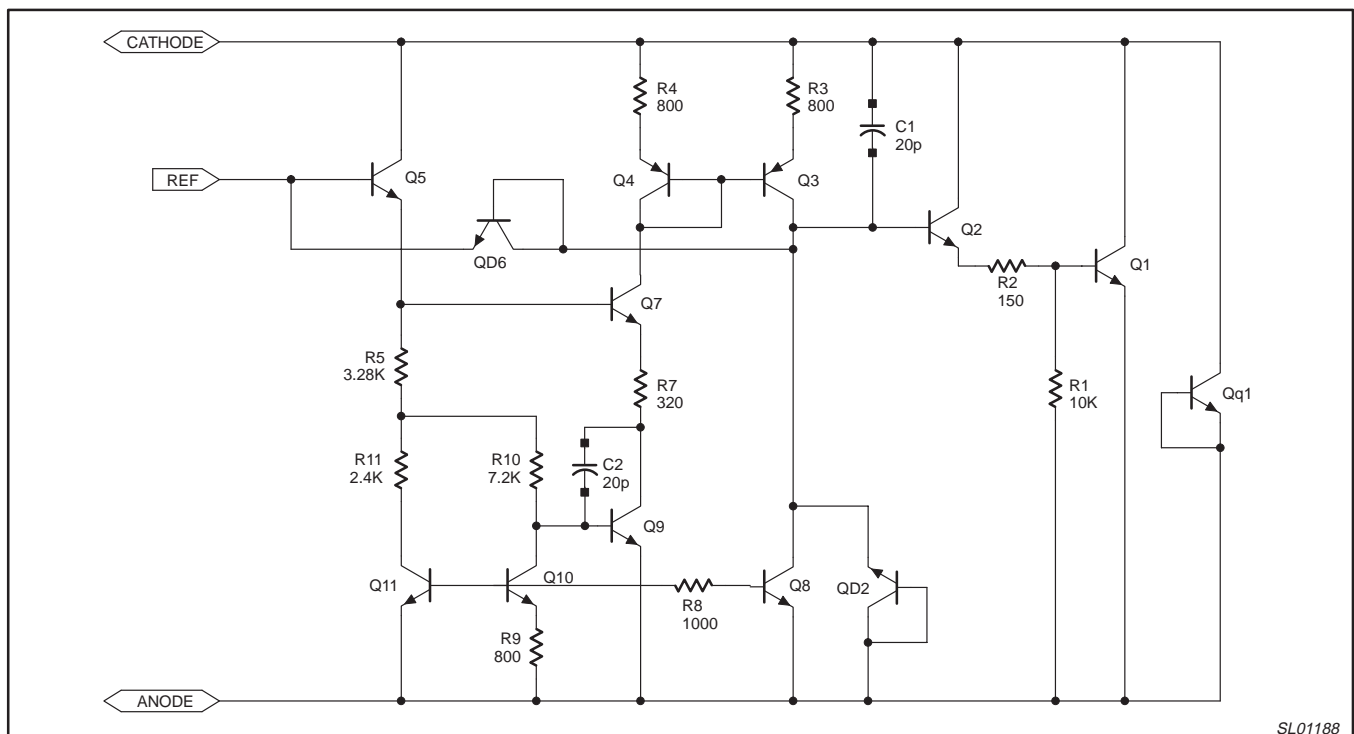 CATHODE
R4
800
R3
800
C1
20p
REF
Q5
Q4
Q3
Q2
QD6
R2
150
Q1
Q7
R5
3.28K
R7
320
R1
10K
Qq1
R11
2.4K
R10
7.2K
C2
20p
Q9
Q11
Q10
R8
1000
Q8
QD2
R9
800
ANODE
SL01188